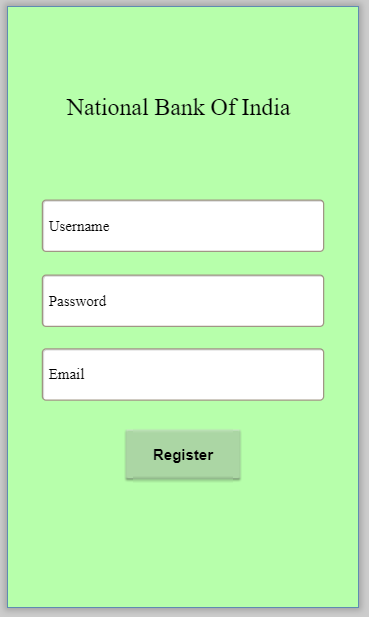 National Bank Of India
Username
Password
Email
Register